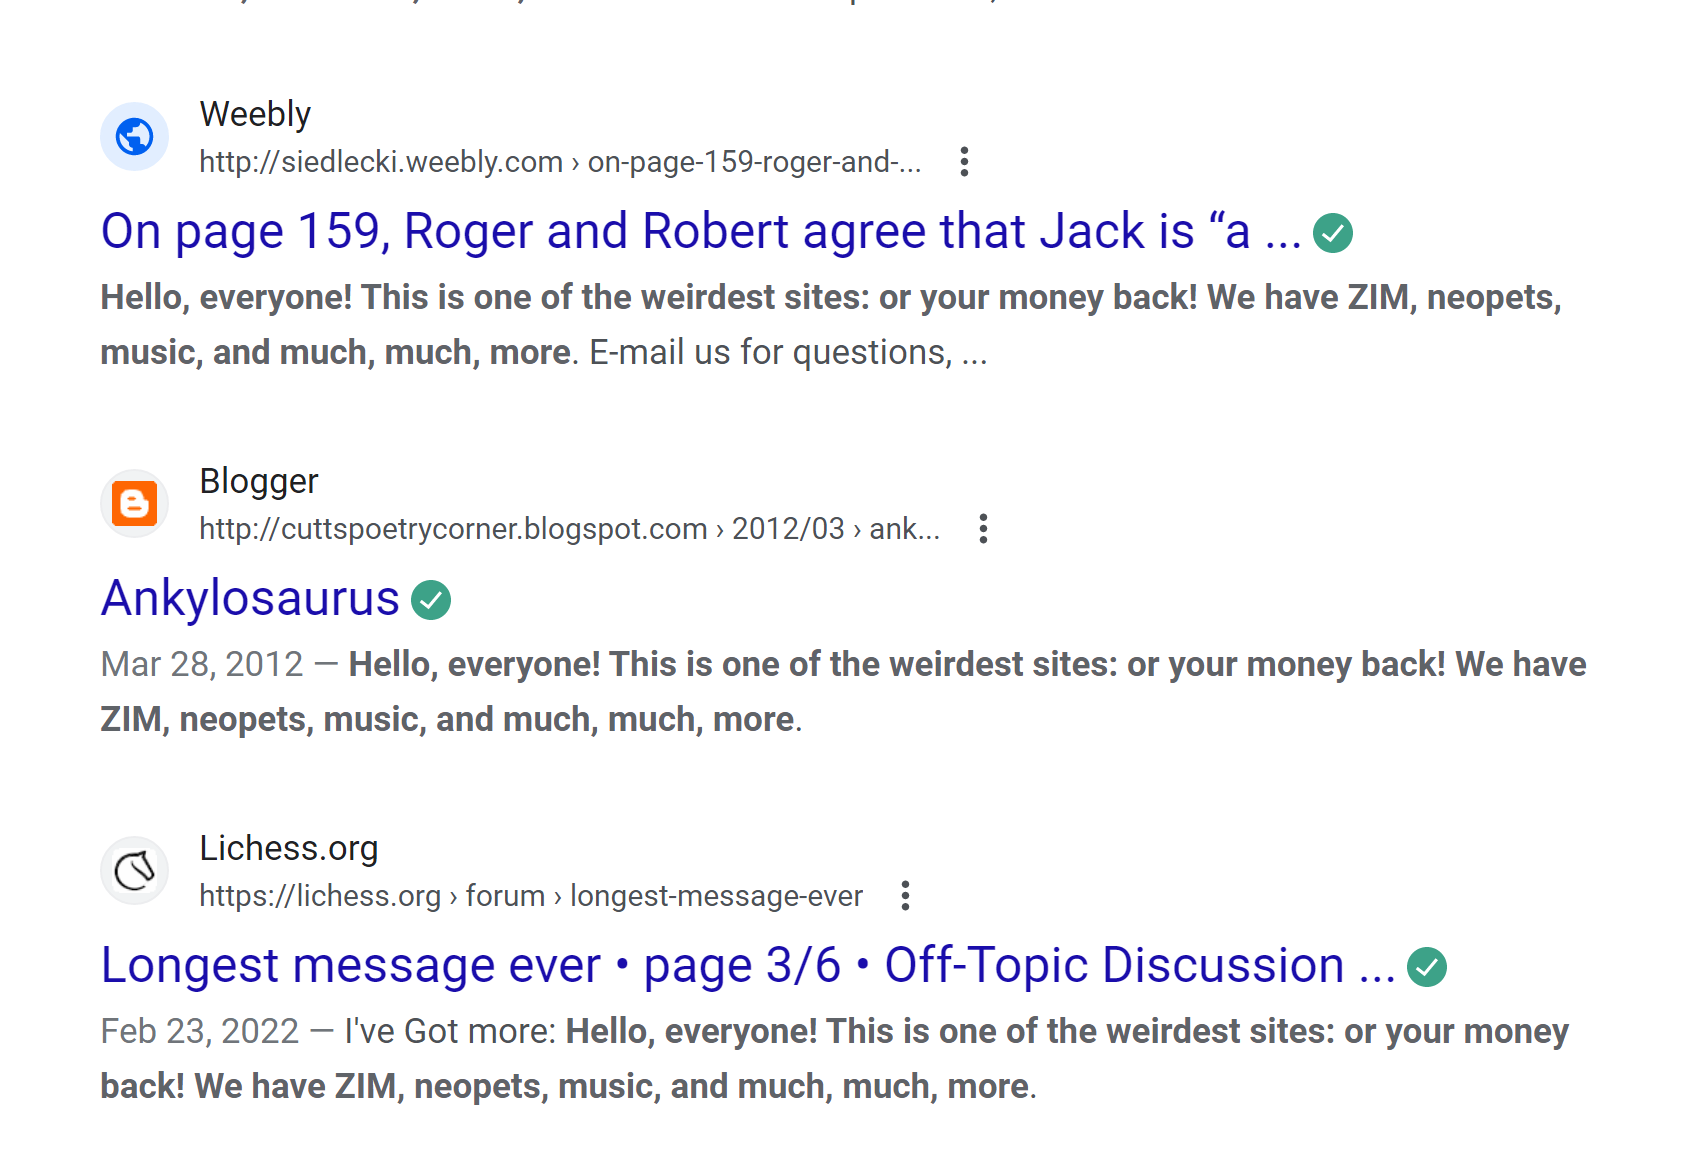 Weebly
http://siedlecki.weebly.com › on-page-159-roger-and-...
On page 159, Roger and Robert agree that Jack is “a ...
Hello, everyone! This is one of the weirdest sites: or your money back! We have ZIM, neopets,
music, and much, much, more. E-mail us for questions, ...
Blogger
http://cuttspoetrycorner.blogspot.com › 2012/03 › ank...
Ankylosaurus
Mar 28, 2012 — Hello, everyone! This is one of the weirdest sites: or your money back! We have
ZIM, neopets, music, and much, much, more.
Lichess.org
https://lichess.org › forum › longest-message-ever
Longest message ever • page 3/6 • Off-Topic Discussion ...
Feb 23, 2022 — I've Got more: Hello, everyone! This is one of the weirdest sites: or your money
back! We have ZIM, neopets, music, and much, much, more.